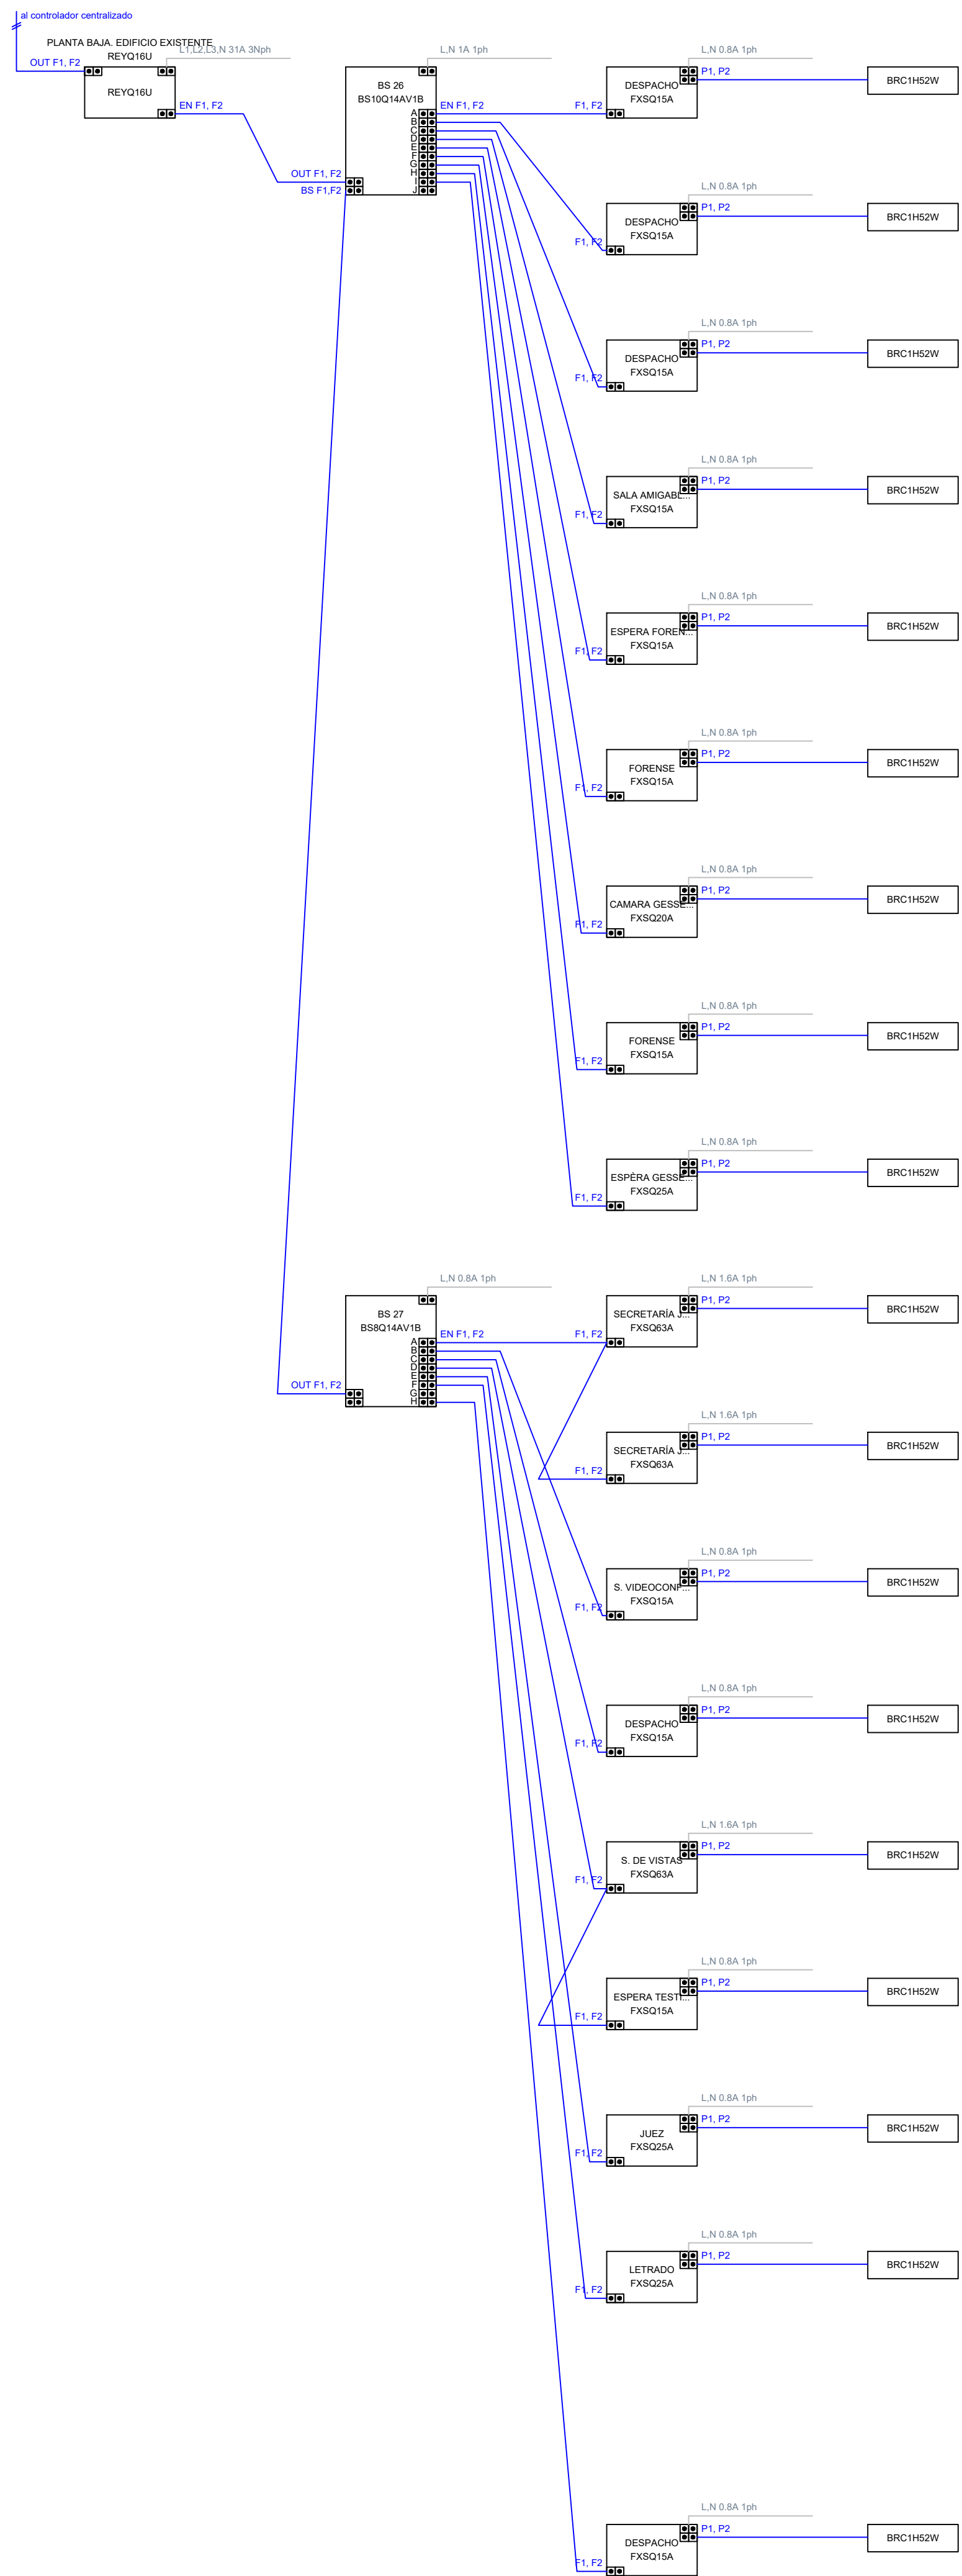 al controlador centralizado
PLANTA BAJA. EDIFICIO EXISTENTE
REYQ16U
L1,L2,L3,N 31A 3Nph
OUT F1, F2
REYQ16U
EN F1, F2
L,N 1A 1ph
BS 26
BS10Q14AV1B
A
B
C
D
E
F
G
H
I
J
EN F1, F2
OUT F1, F2
BS F1,F2
L,N 0.8A 1ph
P1, P2
DESPACHO
FXSQ15A
F1, F2
BRC1H52W
L,N 0.8A 1ph
P1, P2
DESPACHO
FXSQ15A
F1, F2
BRC1H52W
L,N 0.8A 1ph
P1, P2
DESPACHO
FXSQ15A
F1, F2
BRC1H52W
L,N 0.8A 1ph
P1, P2
SALA AMIGABL...
FXSQ15A
F1, F2
BRC1H52W
L,N 0.8A 1ph
P1, P2
ESPERA FOREN...
FXSQ15A
F1, F2
BRC1H52W
L,N 0.8A 1ph
P1, P2
FORENSE
FXSQ15A
F1, F2
BRC1H52W
L,N 0.8A 1ph
P1, P2
CAMARA GESSE...
FXSQ20A
F1, F2
BRC1H52W
L,N 0.8A 1ph
P1, P2
FORENSE
FXSQ15A
F1, F2
BRC1H52W
L,N 0.8A 1ph
P1, P2
ESPÈRA GESSE...
FXSQ25A
F1, F2
BRC1H52W
L,N 0.8A 1ph
BS 27
BS8Q14AV1B
A
B
C
D
E
F
G
H
EN F1, F2
OUT F1, F2
L,N 1.6A 1ph
P1, P2
SECRETARÍA J...
FXSQ63A
F1, F2
BRC1H52W
L,N 1.6A 1ph
P1, P2
SECRETARÍA J...
FXSQ63A
F1, F2
BRC1H52W
L,N 0.8A 1ph
P1, P2
S. VIDEOCONF...
FXSQ15A
F1, F2
BRC1H52W
L,N 0.8A 1ph
P1, P2
DESPACHO
FXSQ15A
F1, F2
BRC1H52W
L,N 1.6A 1ph
P1, P2
S. DE VISTAS
FXSQ63A
F1, F2
BRC1H52W
L,N 0.8A 1ph
P1, P2
ESPERA TESTI...
FXSQ15A
F1, F2
BRC1H52W
L,N 0.8A 1ph
P1, P2
JUEZ
FXSQ25A
F1, F2
BRC1H52W
L,N 0.8A 1ph
P1, P2
LETRADO
FXSQ25A
F1, F2
BRC1H52W
L,N 0.8A 1ph
P1, P2
DESPACHO
FXSQ15A
F1, F2
BRC1H52W